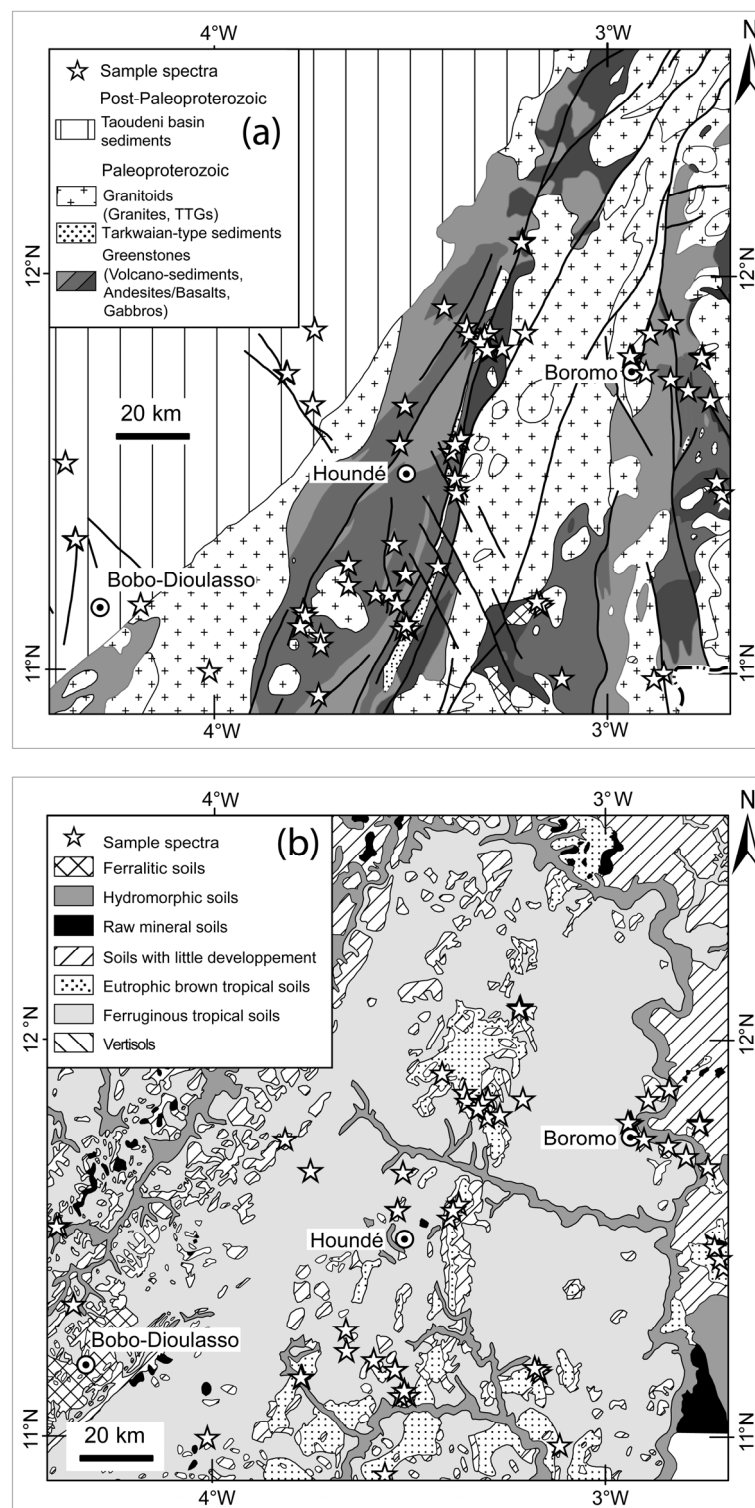 4°W
3°W
N
Sample spectra
Post-Paleoproterozoic
Taoudeni basin
sediments
(a)
Paleoproterozoic
Granitoids
(Granites, TTGs)
Tarkwaian-type sediments
Greenstones
(Volcano-sediments,
Andesites/Basalts,
Gabbros)
12°N
12°N
Boromo
20 km
Houndé
Bobo-Dioulasso
11°N
11°N
4°W
3°W
4°W
3°W
N
Sample spectra
(b)
Ferralitic soils
Hydromorphic soils
Raw mineral soils
Soils with little developpement
Eutrophic brown tropical soils
Ferruginous tropical soils
Vertisols
12 °N
12°N
Boromo
Houndé
Bobo-Dioulasso
20 km
11°N
11°N
4°W
3°W